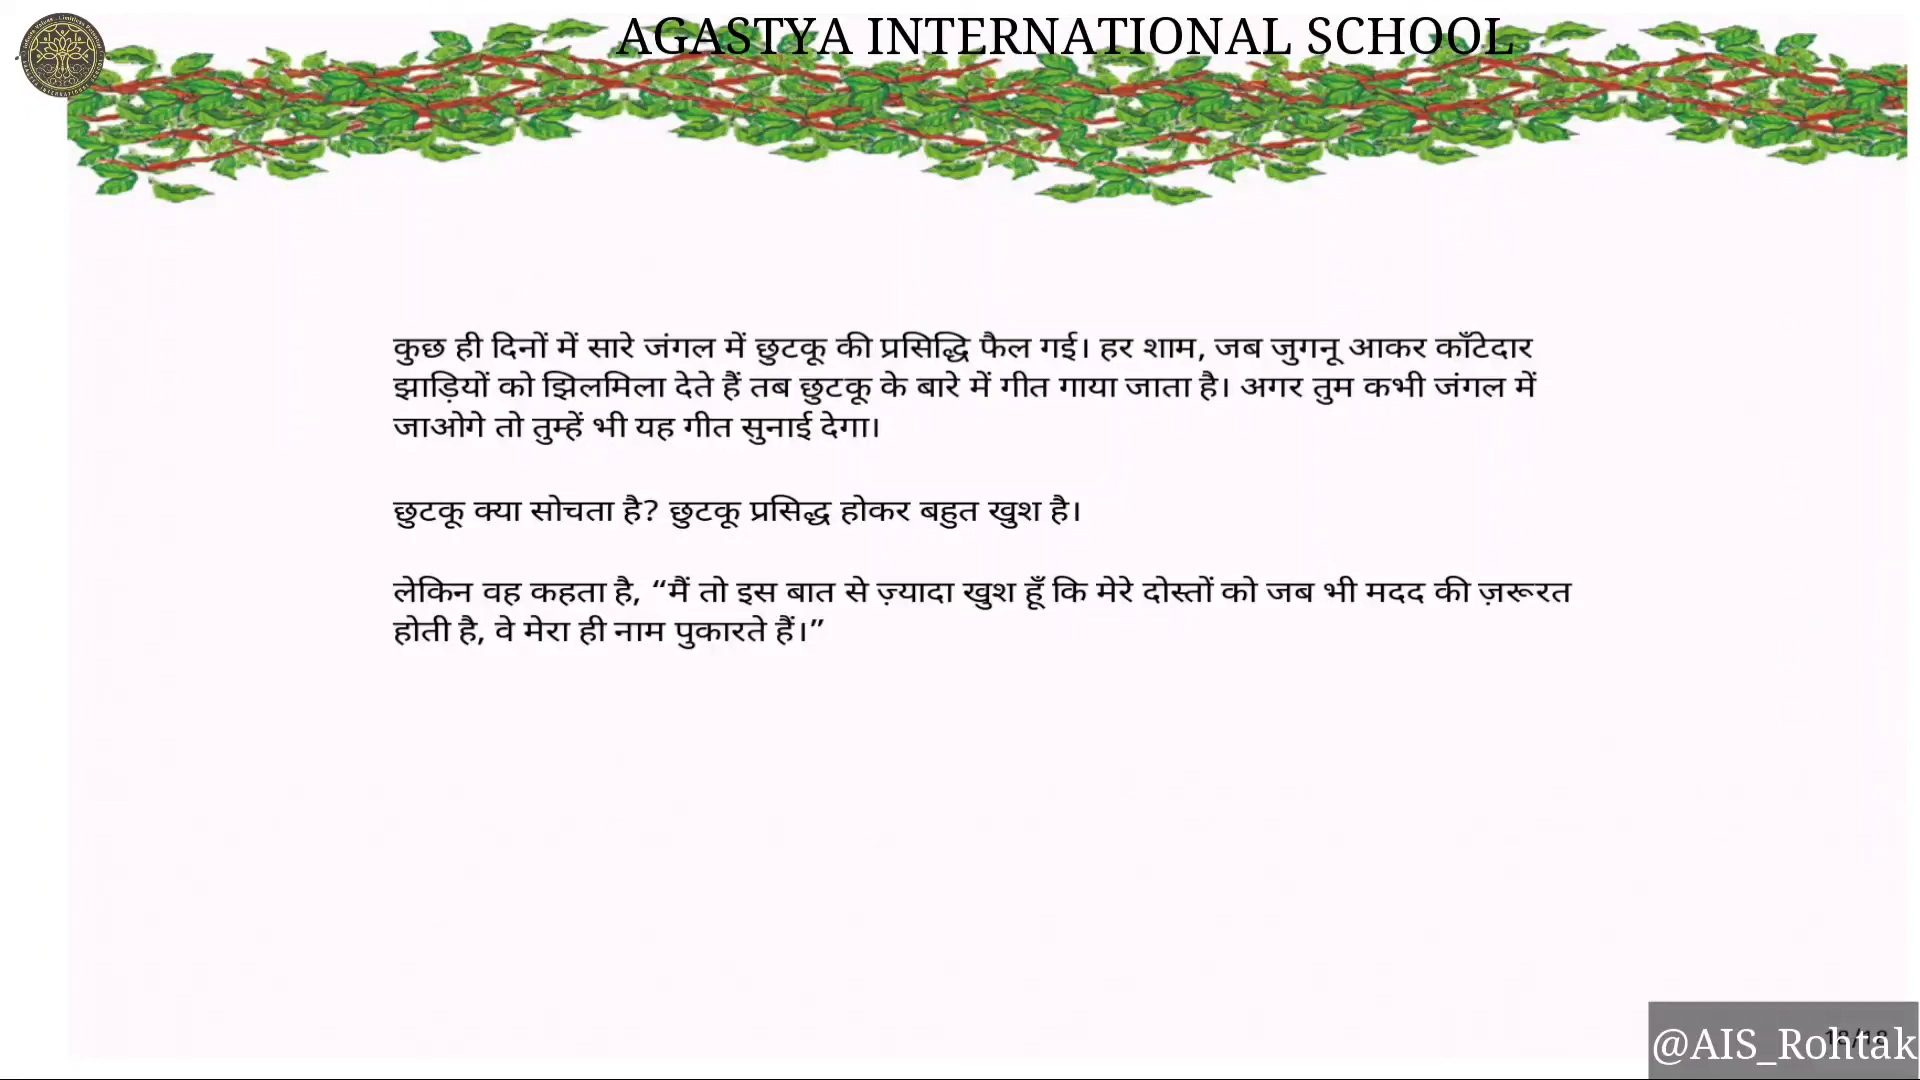 AGASTYA INTERNATIONAL SCHOOL
कुछ ही दिनों में सारे जंगल में छुटकू की प्रसिद्धि फैल गई। हर शाम, जब जुगनू आकर काँटेदार
झाड़ियों को झिलमिला देते हैं तब छुटकू के बारे में गीत गाया जाता है। अगर तुम कभी जंगल में
जाओगे तो तुम्हें भी यह गीत सुनाई देगा।
छुटकू क्या सोचता है? छुटकू प्रसिद्ध होकर बहुत खुश है।
लेकिन वह कहता है, “मैं तो इस बात से ज़्यादा खुश हूँ कि मेरे दोस्तों को जब भी मदद की ज़रूरत
होती है, वे मेरा ही नाम पुकारते हैं।”
@AIS_Rohtak